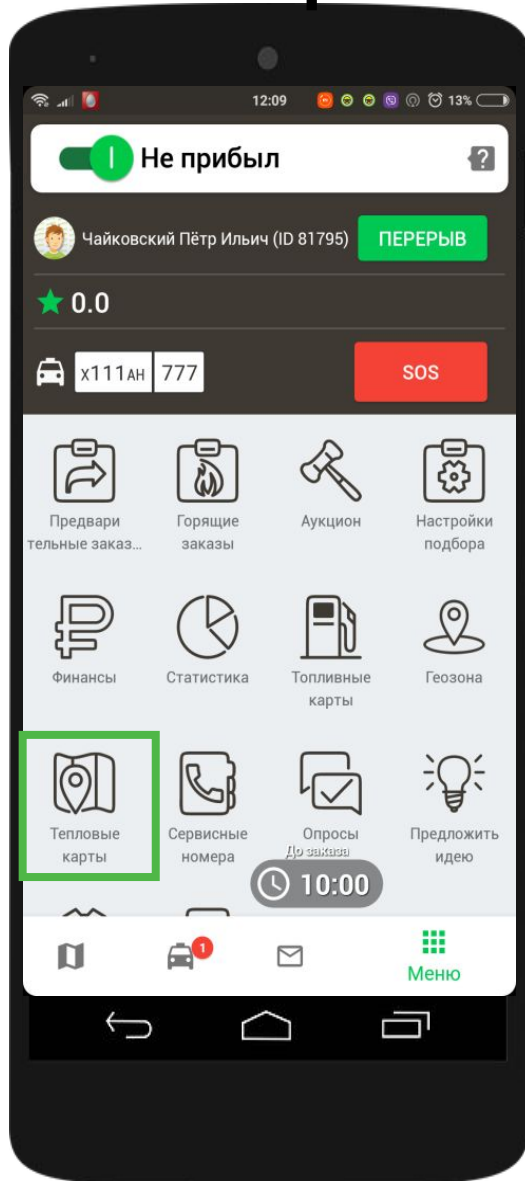 12:09 13%
Не прибыл
Чайковский Пётр Ильич (ID 81795) ПЕРЕРЫВ
0.0
х111АН 777 SOS
Предвари Горящие Аукцион Настройки
тельные заказ... заказы подбора
Финансы Статистика Топливные Геозона
карты
Тепловые Сервисные Опросы Предложить
карты номера До заказа идею
10:00
1
Меню